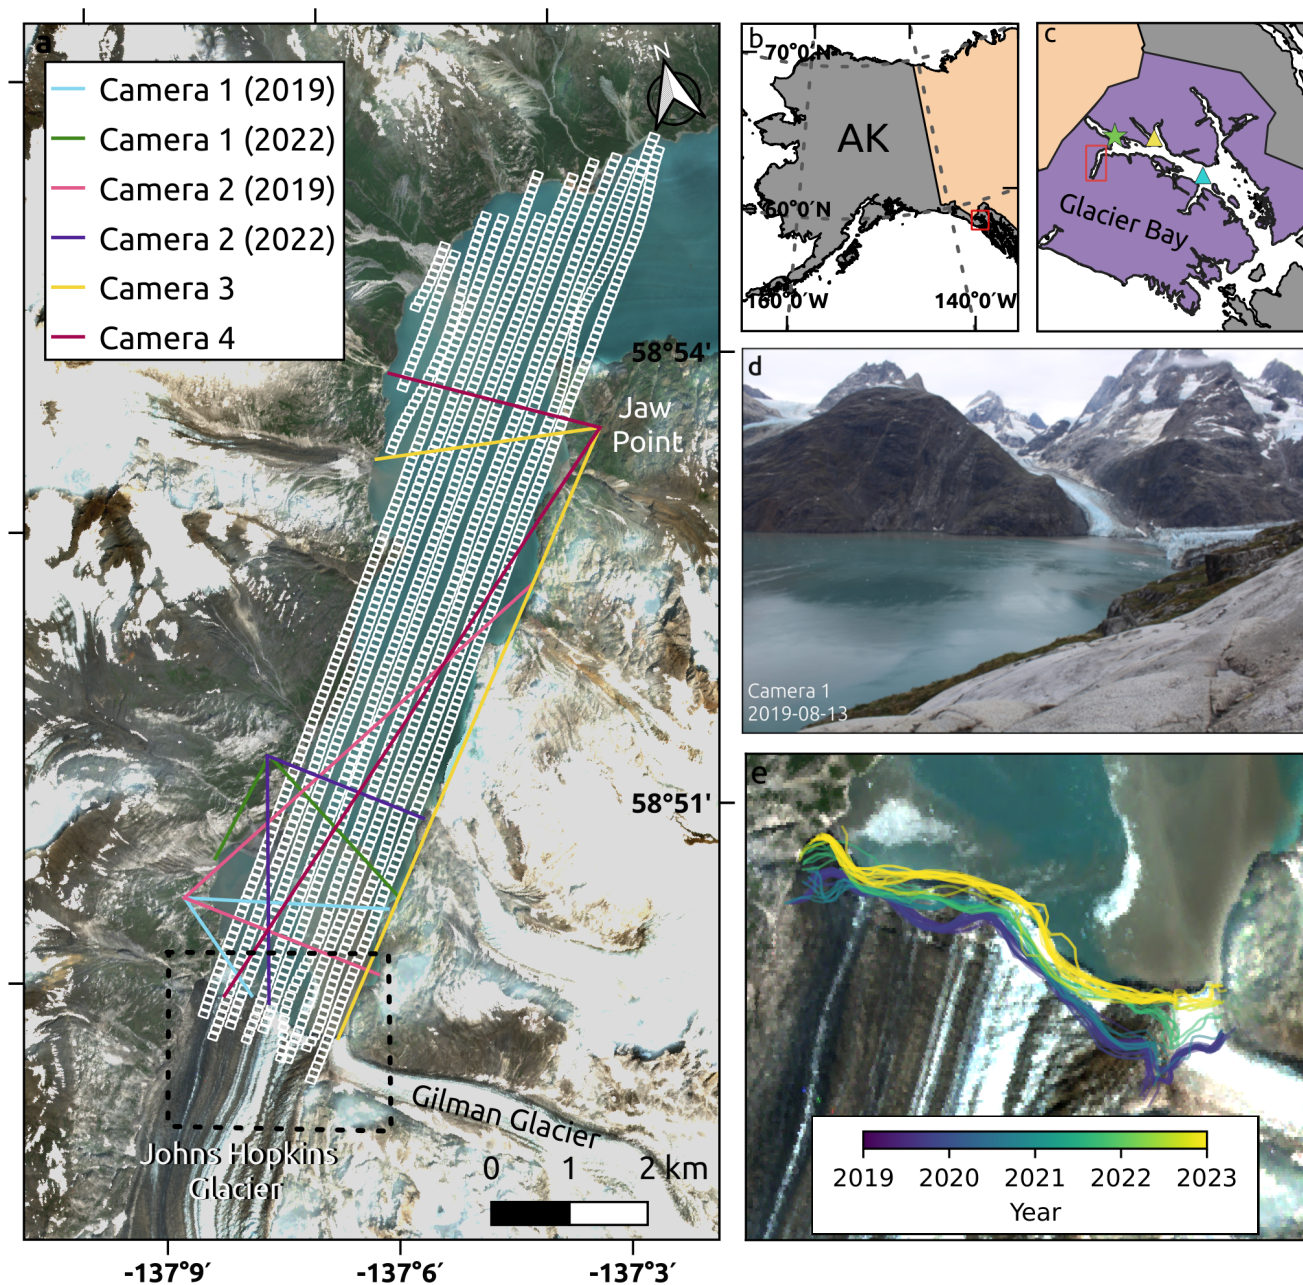 a
Camera 1 (2019)
Camera 1 (2022)
Camera 2 (2019)
Camera 2 (2022)
Camera 3
Camera 4
N
58°54'
Jaw
Point
58°51'
Gilman Glacier
Johns Hopkins
Glacier
0 1 2 km
-137°9′
-137°6′
-137°3′
b
70°0′N
AK
60°0′N
-160°0′W
140°0′W
c
Glacier Bay
d
Camera 1
2019-08-13
e
2019 2020 2021 2022 2023
Year